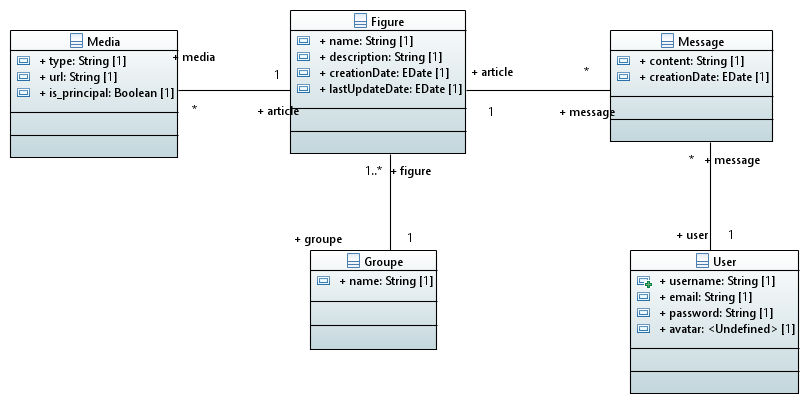 Media
+ type: String [1]
+ url: String [1]
+ is_principal: Boolean [1]
+ media
*
1
+ article
Figure
+ name: String [1]
+ description: String [1]
+ creationDate: EDate [1]
+ lastUpdateDate: EDate [1]
+ article
1
*
+ message
Message
+ content: String [1]
+ creationDate: EDate [1]
1..*
+ figure
+ groupe
1
Groupe
+ name: String [1]
*
+ message
+ user
1
User
+ username: String [1]
+ email: String [1]
+ password: String [1]
+ avatar: <Undefined> [1]